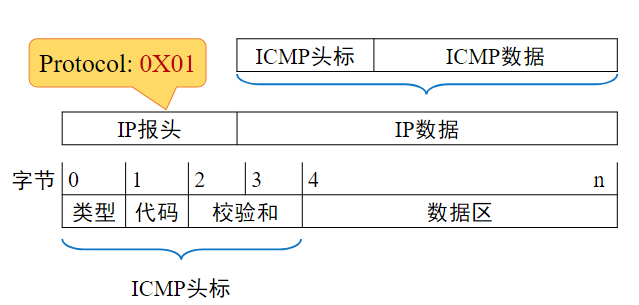 Protocol: 0X01
ICMP头标 ICMP数据
IP报头 IP数据
字节 0 1 2 3 4 n
类型 代码 校验和 数据区
ICMP头标